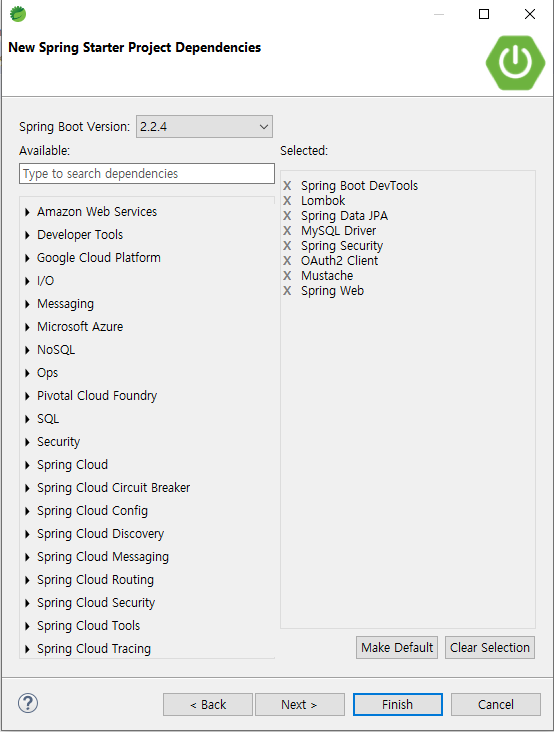 New Spring Starter Project Dependencies
Spring Boot Version: 2.2.4
Available:
Type to search dependencies
Amazon Web Services
Developer Tools
Google Cloud Platform
I/O
Messaging
Microsoft Azure
NoSQL
Ops
Pivotal Cloud Foundry
SQL
Security
Spring Cloud
Spring Cloud Circuit Breaker
Spring Cloud Config
Spring Cloud Discovery
Spring Cloud Messaging
Spring Cloud Routing
Spring Cloud Security
Spring Cloud Tools
Spring Cloud Tracing
Selected:
X Spring Boot DevTools
X Lombok
X Spring Data JPA
X MySQL Driver
X Spring Security
X OAuth2 Client
X Mustache
X Spring Web
Make Default Clear Selection
? < Back Next > Finish Cancel